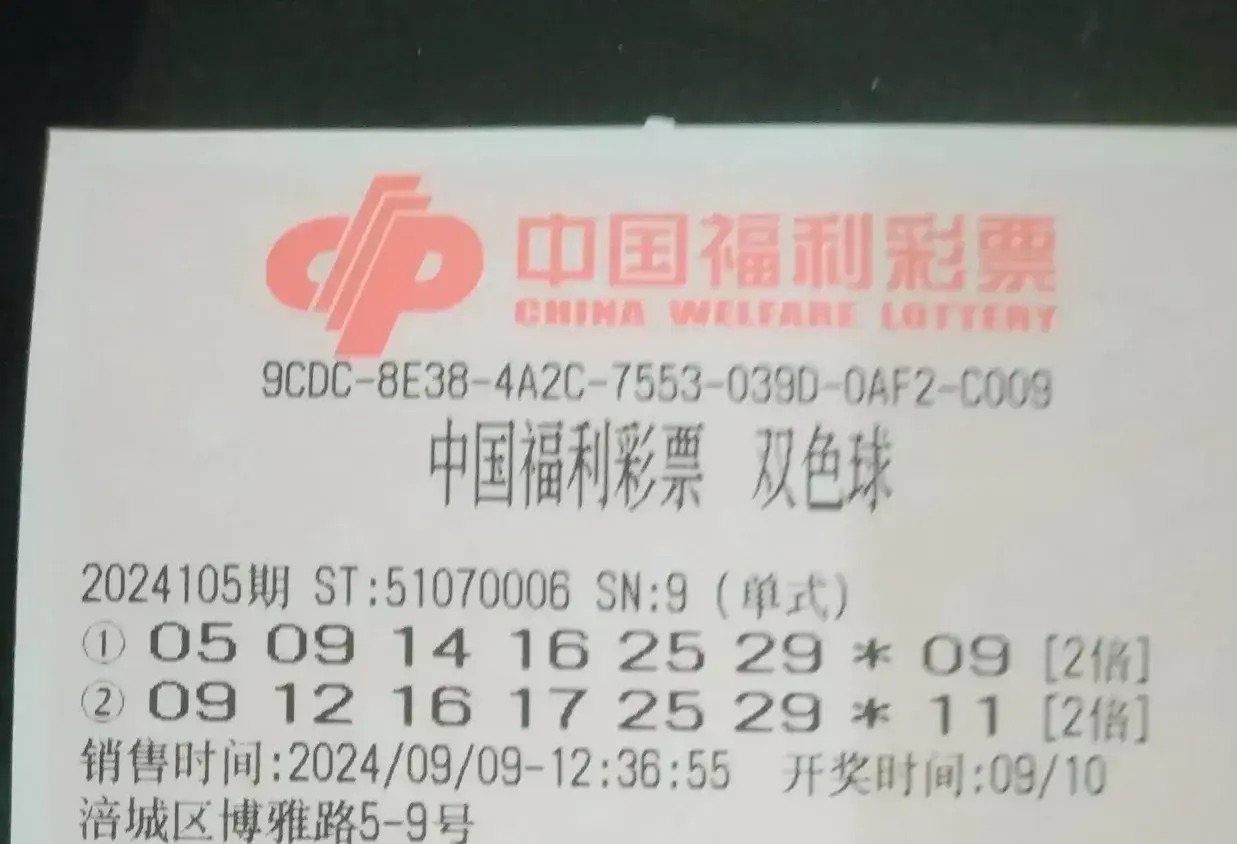 中国福利彩票
CHINA WELFARE LOTTERY
9CDC-8E38-4A2C-7553-039D-0AF2-C009
中国福利彩票 双色球
2024105期 ST:51070006 SN:9 (单式)
① 05 09 14 16 25 29 * 09 [2倍]
② 09 12 16 17 25 29 * 11 [2倍]
销售时间:2024/09/09-12:36:55 开奖时间:09/10
涪城区博雅路5-9号